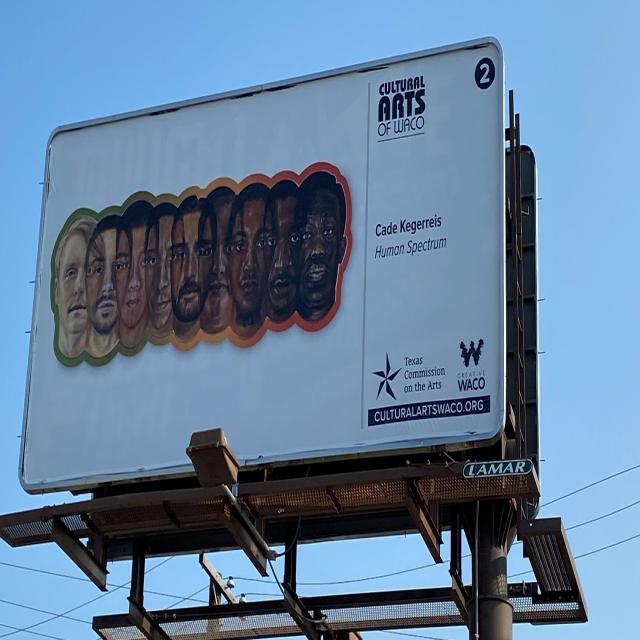 2
CULTURAL
ARTS
OF WACO
Cade Kegerreis
Human Spectrum
Texas
Commission
on the Arts
W
CREATIVE
WACO
CULTURALARTSWACO.ORG
LAMAR